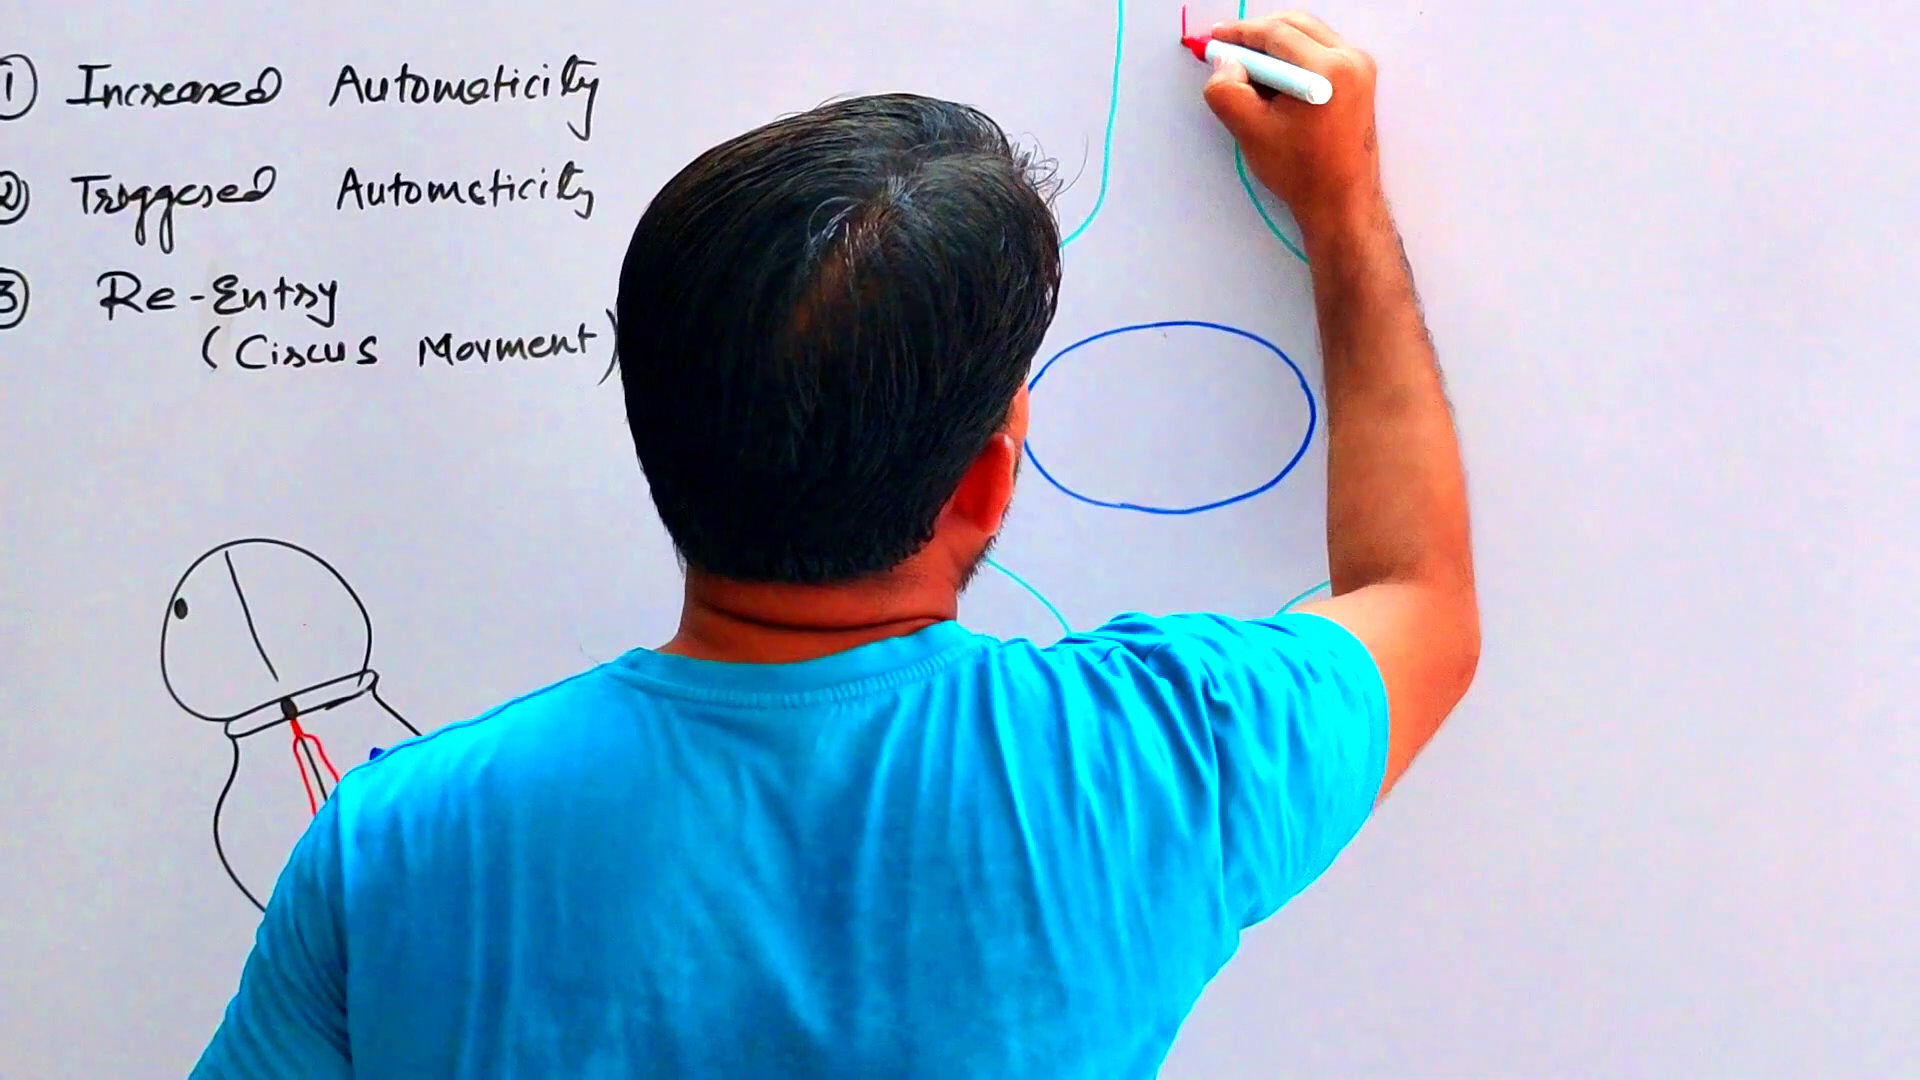 ① Increased Automaticity
② Triggered Automaticity
③ Re-Entry
(Circus Movment)